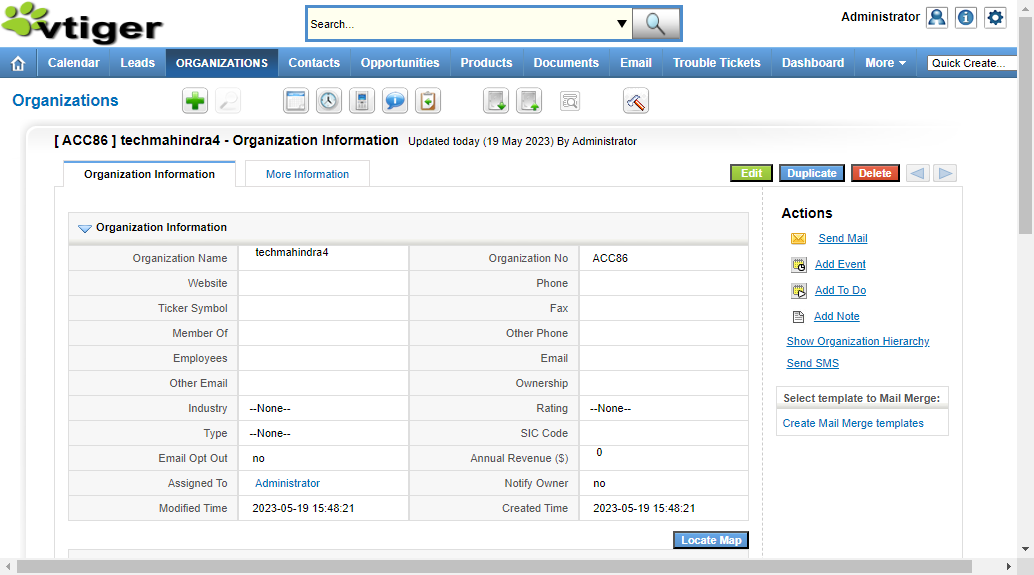 vtiger
Search...
Administrator
Calendar Leads ORGANIZATIONS Contacts Opportunities Products Documents Email Trouble Tickets Dashboard More Quick Create...
Organizations
[ ACC86 ] techmahindra4 - Organization Information Updated today (19 May 2023) By Administrator
Organization Information More Information
Edit Duplicate Delete
Organization Information
Organization Name techmahindra4 Organization No ACC86
Website Phone
Ticker Symbol Fax
Member Of Other Phone
Employees Email
Other Email Ownership
Industry --None-- Rating --None--
Type --None-- SIC Code
Email Opt Out no Annual Revenue ($) 0
Assigned To Administrator Notify Owner no
Modified Time 2023-05-19 15:48:21 Created Time 2023-05-19 15:48:21
Locate Map
Actions
Send Mail
Add Event
Add To Do
Add Note
Show Organization Hierarchy
Send SMS
Select template to Mail Merge:
Create Mail Merge templates